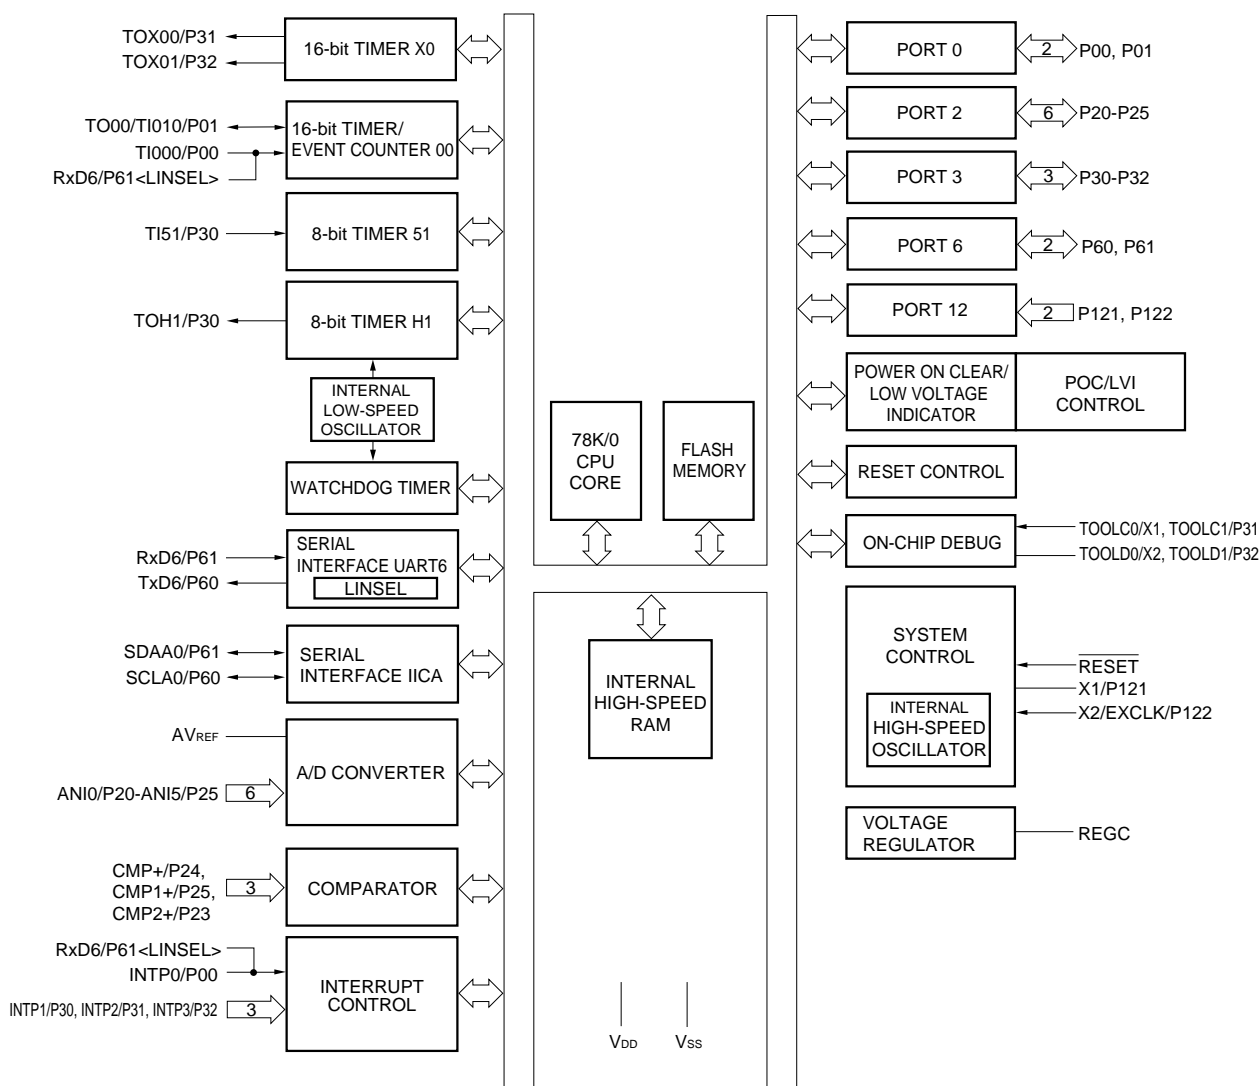 TOX00/P31
TOX01/P32
16-bit TIMER X0
TO00/TI010/P01
TI000/P00
RxD6/P61<LINSEL>
16-bit TIMER/
EVENT COUNTER 00
TI51/P30
8-bit TIMER 51
TOH1/P30
8-bit TIMER H1
INTERNAL
LOW-SPEED
OSCILLATOR
WATCHDOG TIMER
RxD6/P61
TxD6/P60
SERIAL
INTERFACE UART6
LINSEL
SDAA0/P61
SCLA0/P60
SERIAL
INTERFACE IICA
AVREF
ANI0/P20-ANI5/P25
6
A/D CONVERTER
CMP+/P24,
CMP1+/P25,
CMP2+/P23
3
COMPARATOR
RxD6/P61<LINSEL>
INTP0/P00
INTP1/P30, INTP2/P31, INTP3/P32
3
INTERRUPT
CONTROL
78K/0
CPU
CORE
FLASH
MEMORY
INTERNAL
HIGH-SPEED
RAM
VDD
VSS
PORT 0
2
P00, P01
PORT 2
6
P20-P25
PORT 3
3
P30-P32
PORT 6
2
P60, P61
PORT 12
2
P121, P122
POWER ON CLEAR/
LOW VOLTAGE
INDICATOR
POC/LVI
CONTROL
RESET CONTROL
ON-CHIP DEBUG
TOOLC0/X1, TOOLC1/P31
TOOLD0/X2, TOOLD1/P32
SYSTEM
CONTROL
INTERNAL
HIGH-SPEED
OSCILLATOR
RESET
X1/P121
X2/EXCLK/P122
VOLTAGE
REGULATOR
REGC